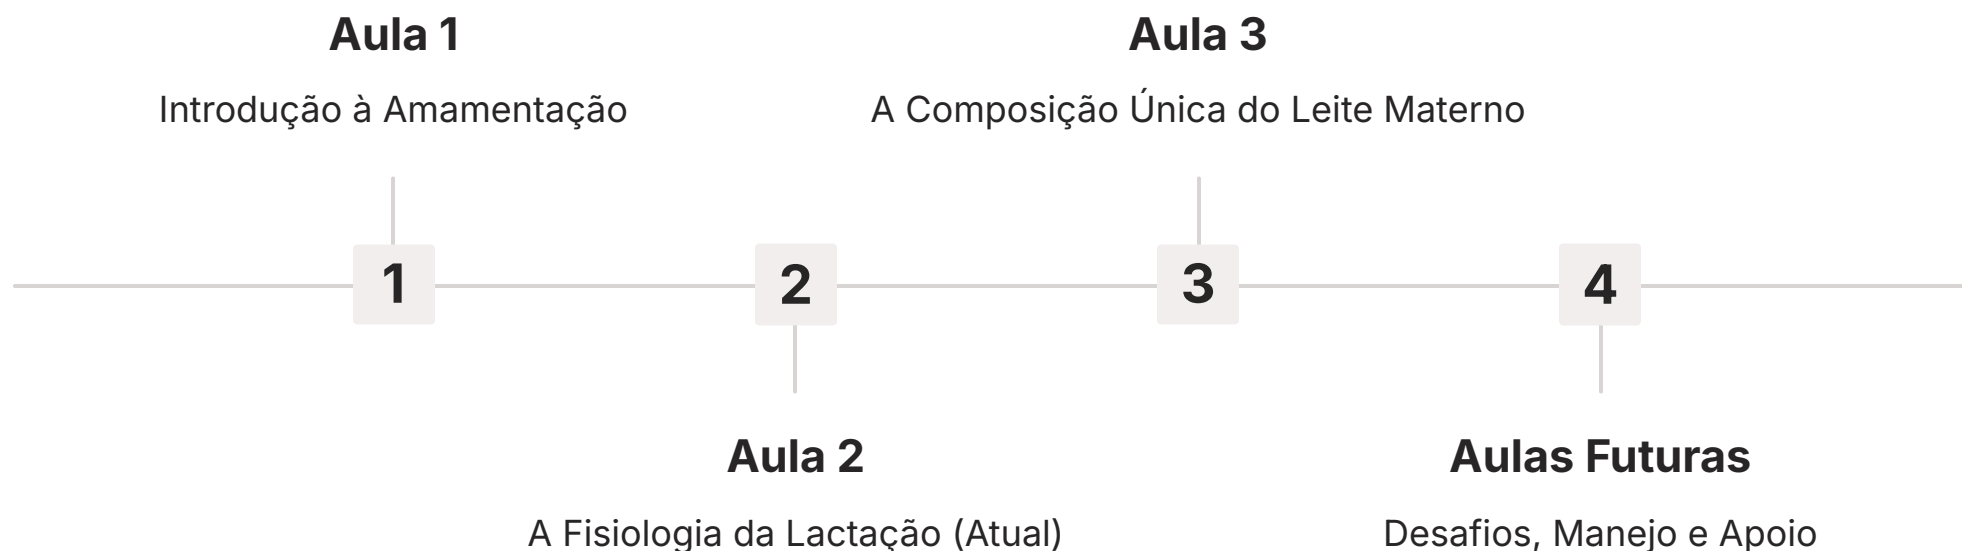 Aula 1
Introdução à Amamentação
Aula 3
A Composição Única do Leite Materno
1
2
3
4
Aula 2
A Fisiologia da Lactação (Atual)
Aulas Futuras
Desafios, Manejo e Apoio